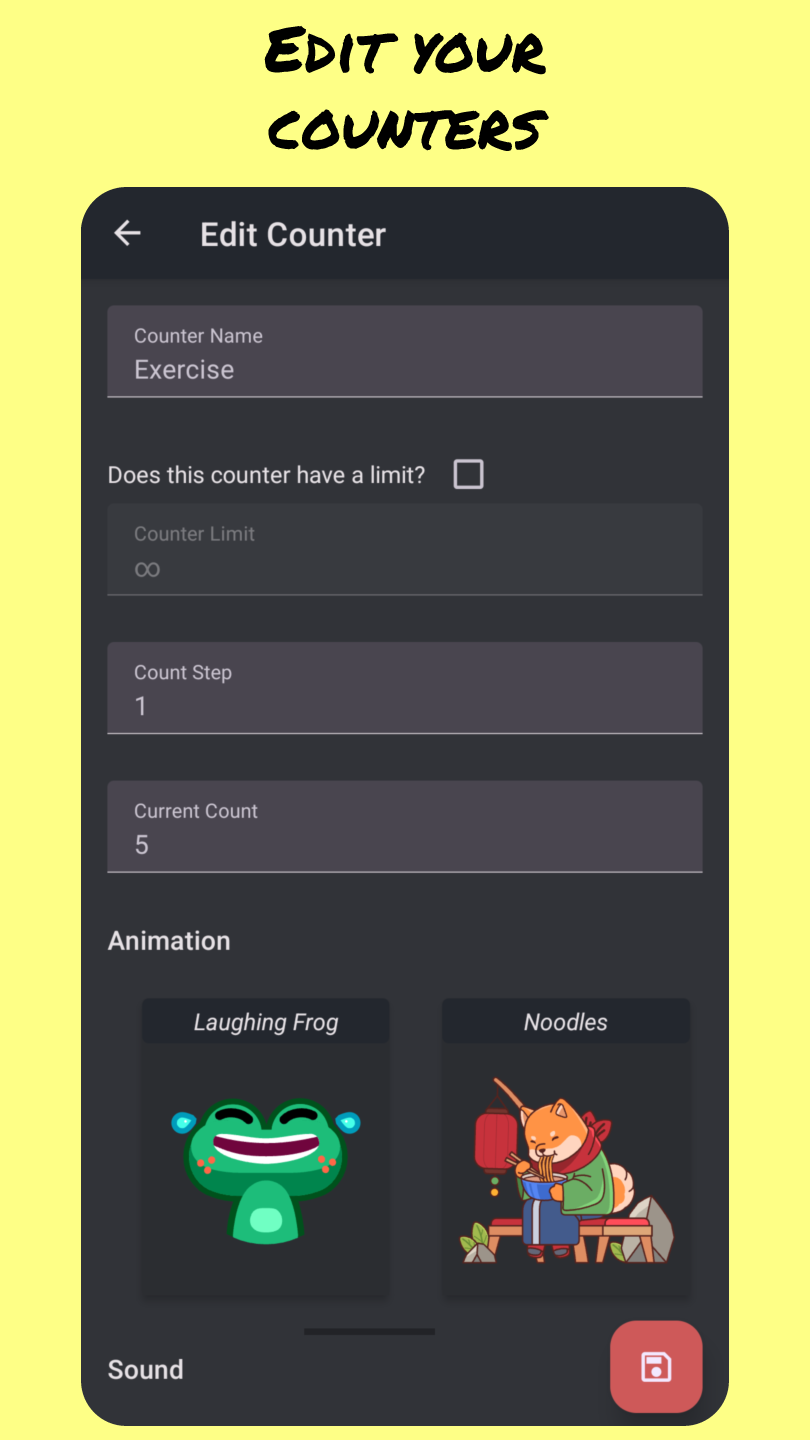 EDIT YOUR
COUNTERS
Edit Counter
Counter Name
Exercise
Does this counter have a limit?
Counter Limit
∞
Count Step
1
Current Count
5
Animation
Laughing Frog
Noodles
Sound